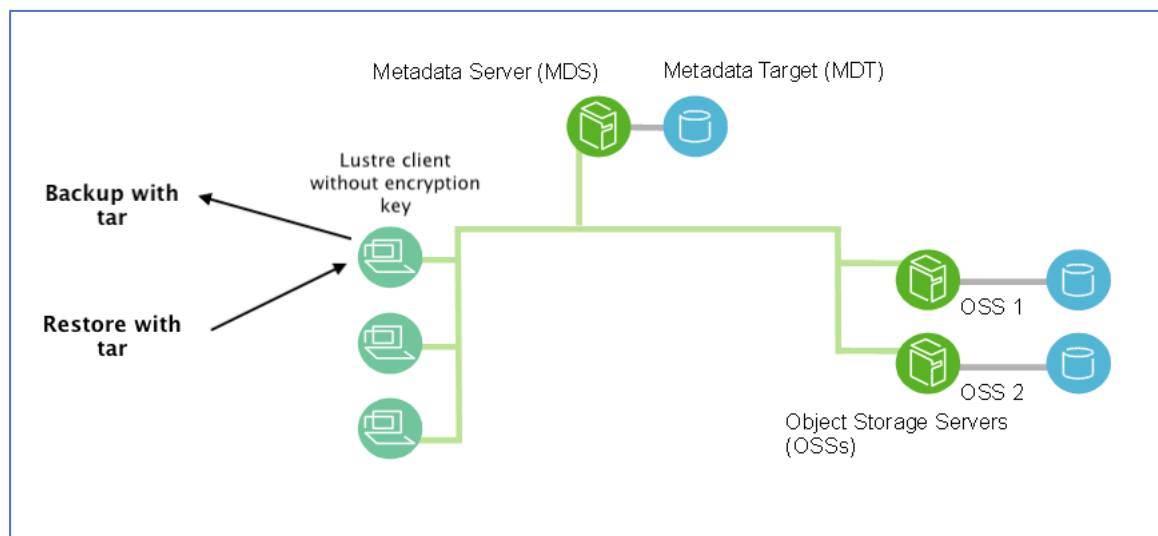 Metadata Server (MDS)
Metadata Target (MDT)
Lustre client
without encryption
key
Backup with
tar
Restore with
tar
OSS 1
OSS 2
Object Storage Servers
(OSSs)